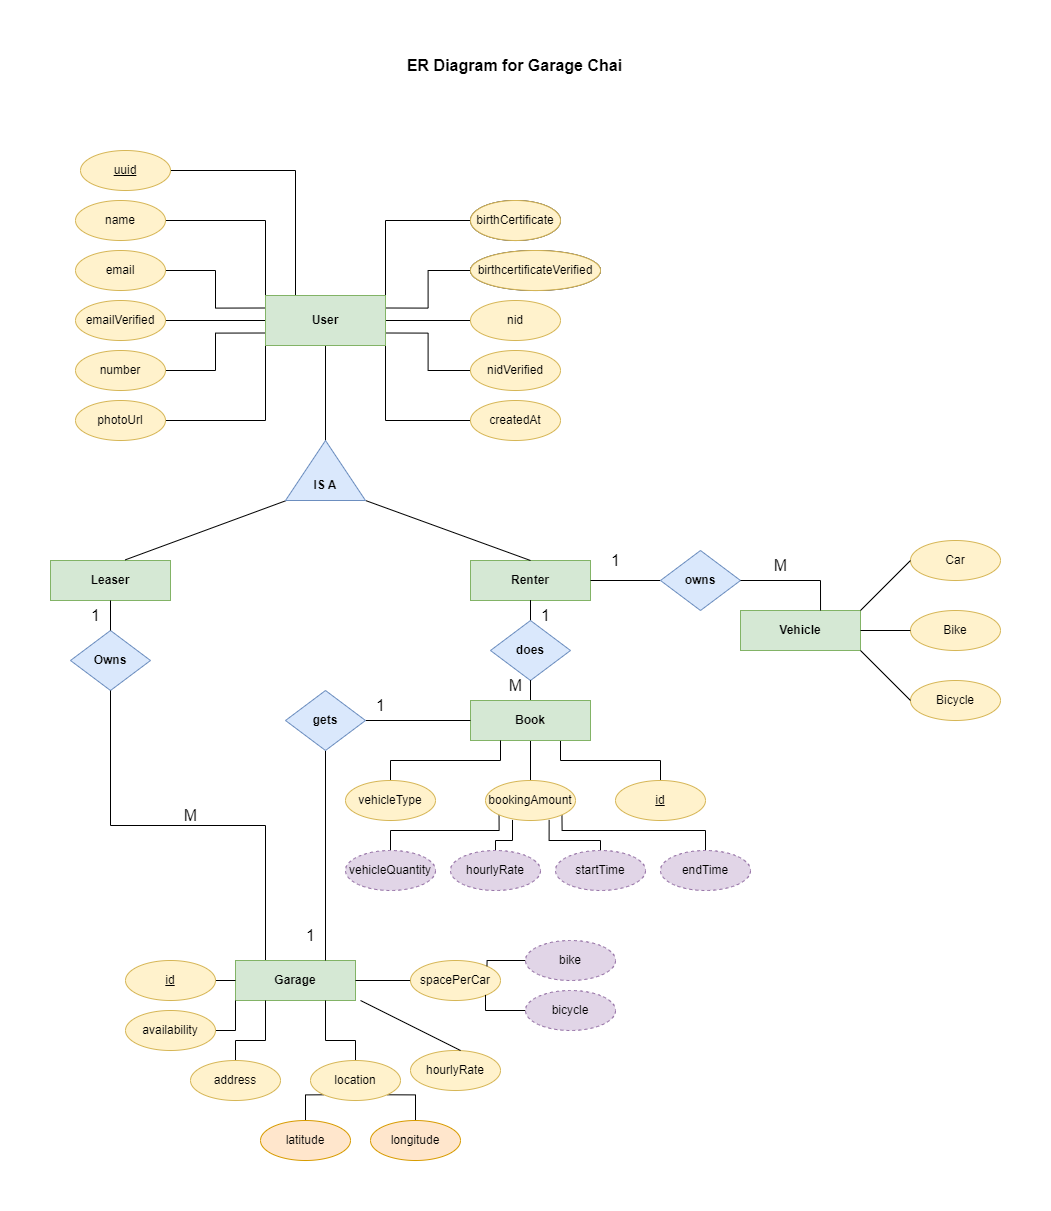 ER Diagram for Garage Chai
uuid
name
birthCertificate
email
birthcertificateVerified
emailVerified
User
nid
number
nidVerified
photoUrl
createdAt
IS A
Leaser
Renter
1
owns
M
Car
Vehicle
Bike
Bicycle
1
Owns
1
does
M
gets
1
Book
vehicleType
bookingAmount
id
vehicleQuantity
hourlyRate
startTime
endTime
M
1
id
Garage
spacePerCar
bike
bicycle
availability
address
location
hourlyRate
latitude
longitude